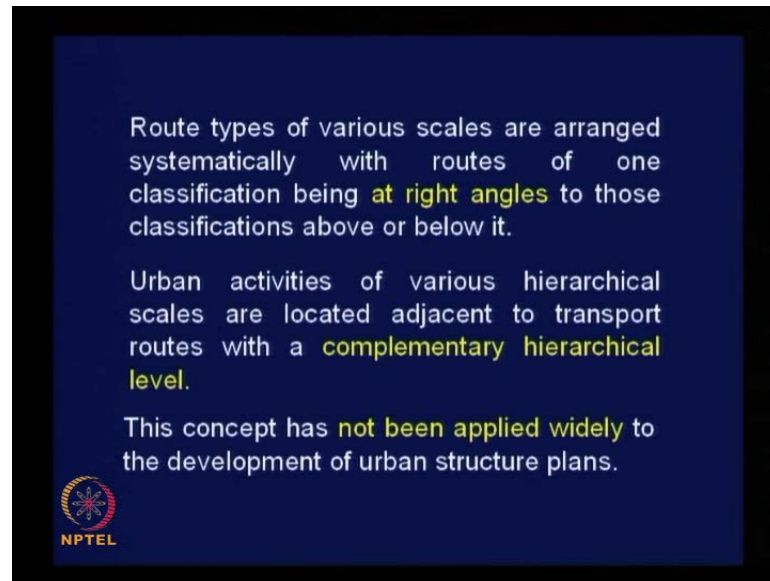 Route types of various scales are arranged
systematically with routes of one
classification being at right angles to those
classifications above or below it.
Urban activities of various hierarchical
scales are located adjacent to transport
routes with a complementary hierarchical
level.
This concept has not been applied widely to
the development of urban structure plans.
NPTEL